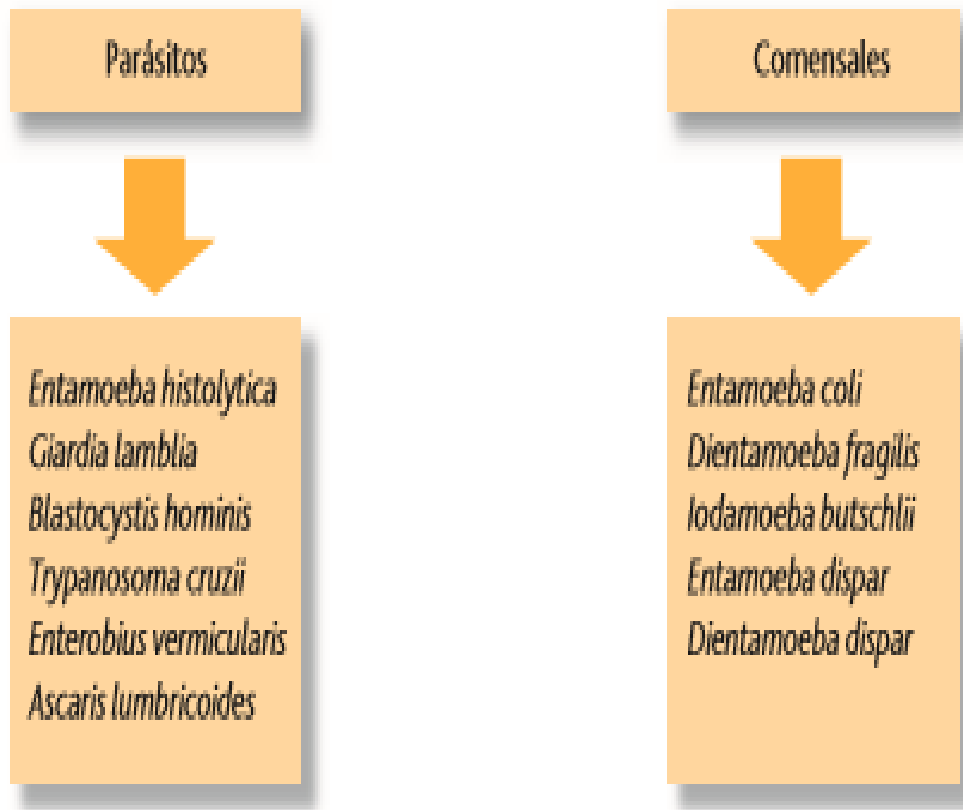 Parásitos
Comensales
Entamoeba histolytica
Giardia lamblia
Blastocystis hominis
Trypanosoma cruzii
Enterobius vermicularis
Ascaris lumbricoides
Entamoeba coli
Dientamoeba fragilis
Iodamoeba butschlii
Entamoeba dispar
Dientamoeba dispar